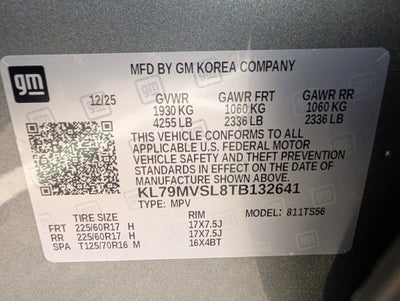 gm
MFD BY GM KOREA COMPANY
12/25 GVWR GAWR FRT GAWR RR
1930 KG 1060 KG 1060 KG
4255 LB 2336 LB 2336 LB
THIS VEHICLE CONFORMS TO ALL
APPLICABLE U.S. FEDERAL MOTOR
VEHICLE SAFETY AND THEFT PREVENTION
STANDARDS IN EFFECT ON THE DATE OF
MANUFACTURE SHOWN ABOVE.
KL79MVSL8TB132641
TYPE: MPV MODEL: 811TS56
TIRE SIZE RIM
FRT 225/60R17 H 17X7.5J
RR 225/60R17 H 17X7.5J
SPA T125/70R16 M 16X4BT